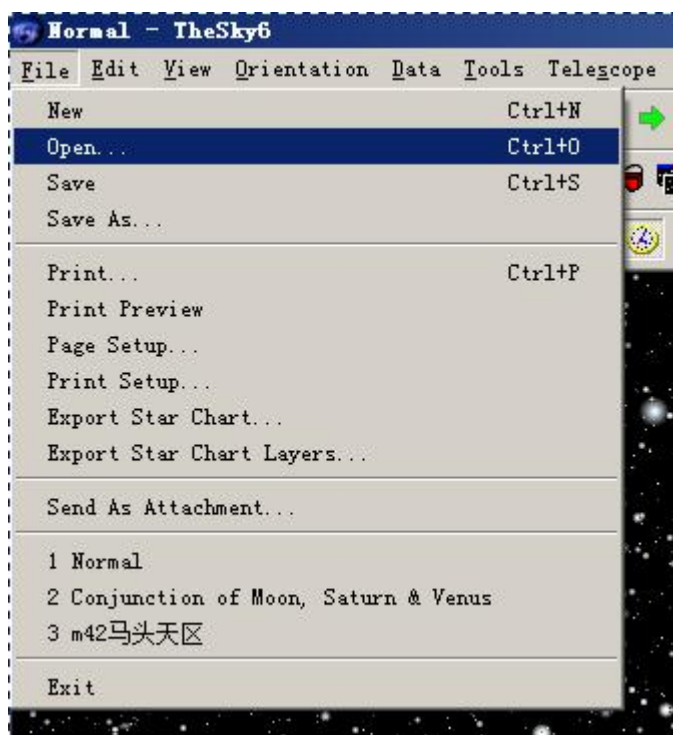 Normal - TheSky6
File Edit View Orientation Data Tools Telescope
New Ctrl+N
Open... Ctrl+O
Save Ctrl+S
Save As...
Print... Ctrl+P
Print Preview
Page Setup...
Print Setup...
Export Star Chart...
Export Star Chart Layers...
Send As Attachment...
1 Normal
2 Conjunction of Moon, Saturn & Venus
3 m42马头天区
Exit